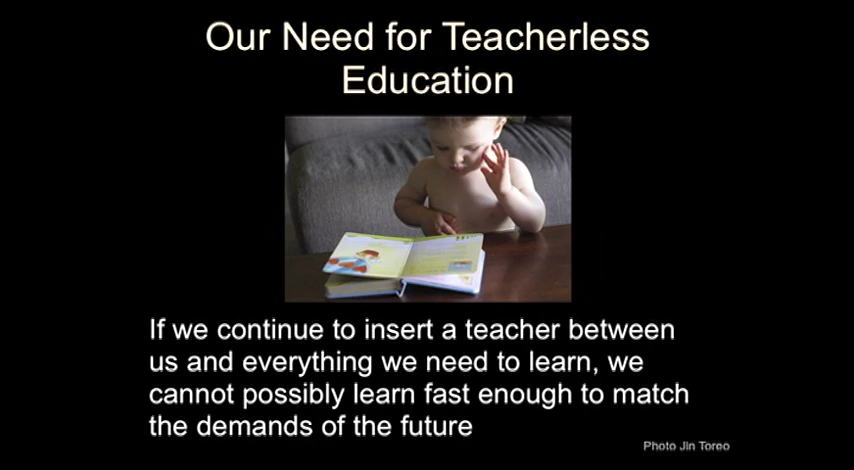 Our Need for Teacherless
Education
If we continue to insert a teacher between
us and everything we need to learn, we
cannot possibly learn fast enough to match
the demands of the future
Photo Jin Toreo